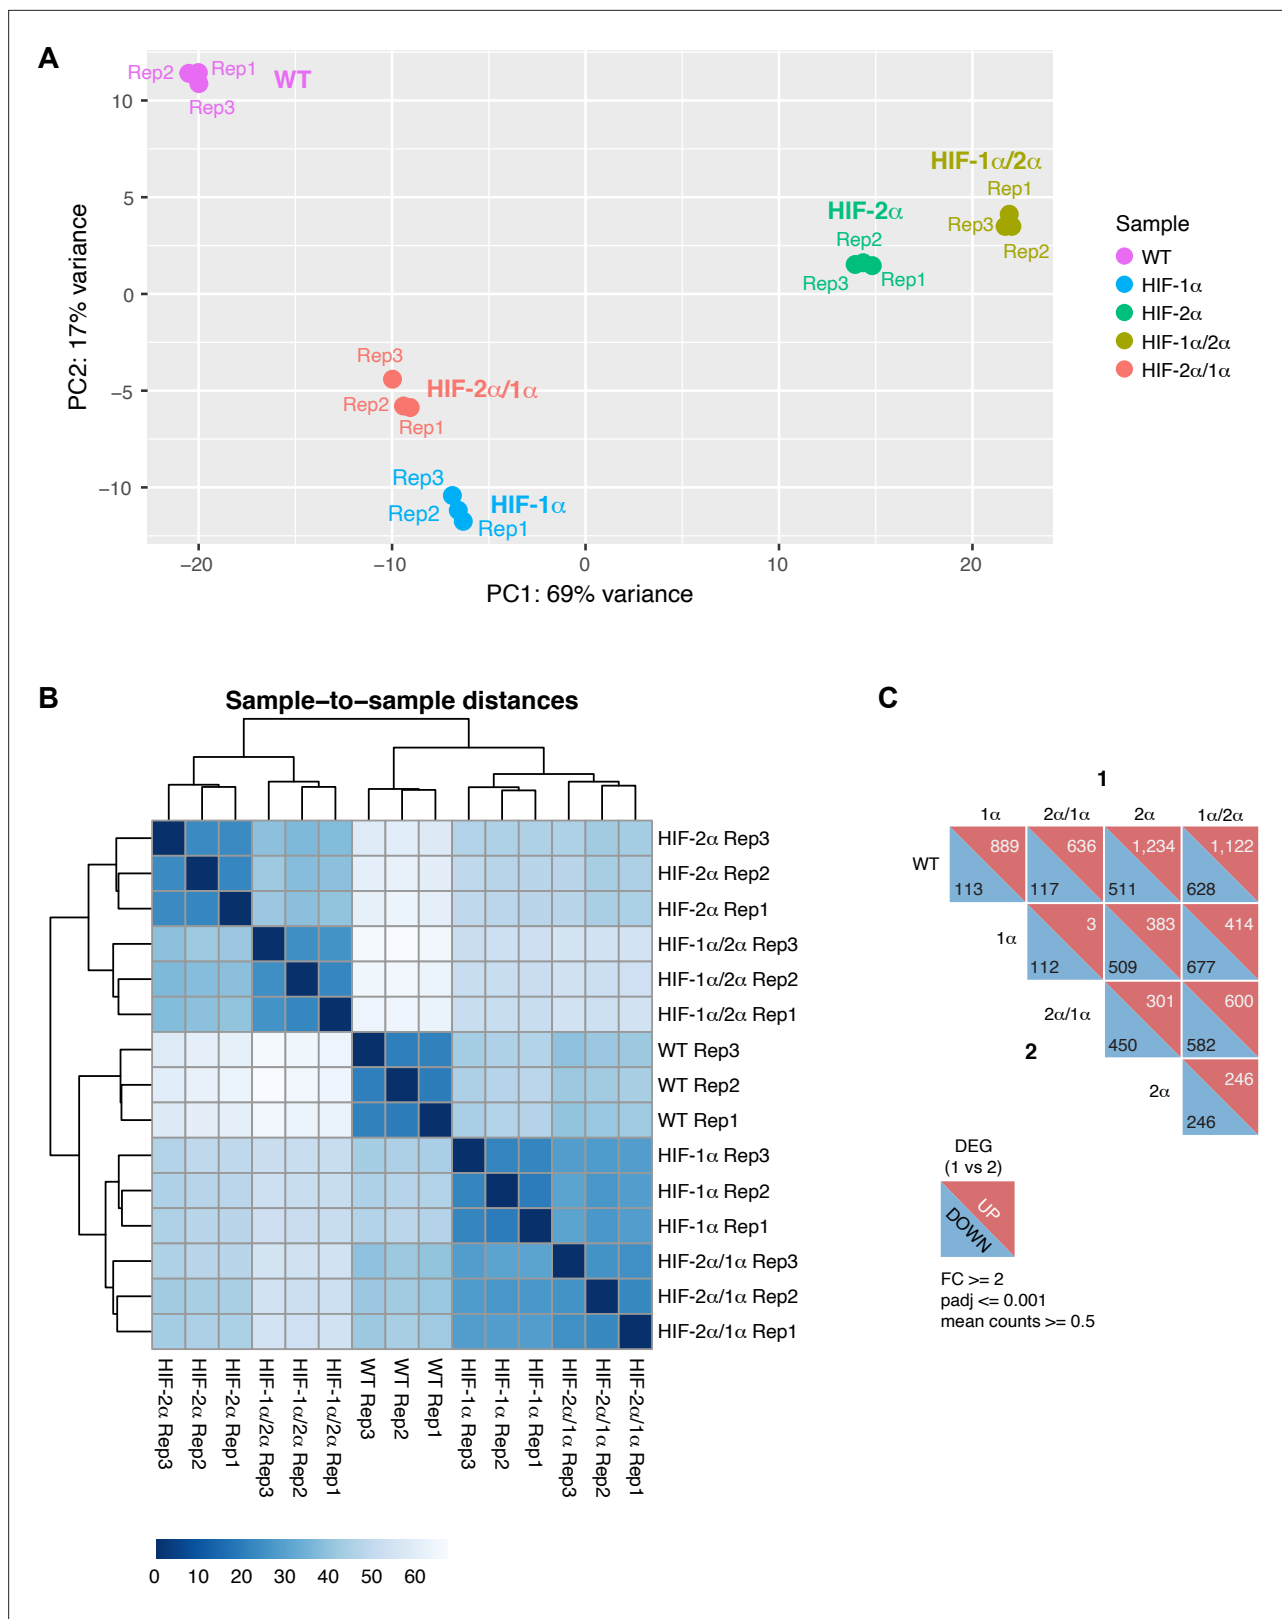 A
Rep2
Rep1
WT
Rep3
HIF-1α/2α
Rep1
HIF-2α
Rep3
Rep2
Rep2
Rep3
Rep1
Rep3
HIF-2α/1α
Rep2
Rep1
Rep3
HIF-1α
Rep2
Rep1
10
5
0
−5
−10
PC2: 17% variance
−20
−10
0
10
20
PC1: 69% variance
Sample
WT
HIF-1α
HIF-2α
HIF-1α/2α
HIF-2α/1α
B
Sample−to−sample distances
HIF-2α Rep3
HIF-2α Rep2
HIF-2α Rep1
HIF-1α/2α Rep3
HIF-1α/2α Rep2
HIF-1α/2α Rep1
WT Rep3
WT Rep2
WT Rep1
HIF-1α Rep3
HIF-1α Rep2
HIF-1α Rep1
HIF-2α/1α Rep3
HIF-2α/1α Rep2
HIF-2α/1α Rep1
HIF-2α Rep3
HIF-2α Rep2
HIF-2α Rep1
HIF-1α/2α Rep3
HIF-1α/2α Rep2
HIF-1α/2α Rep1
WT Rep3
WT Rep2
WT Rep1
HIF-1α Rep3
HIF-1α Rep2
HIF-1α Rep1
HIF-2α/1α Rep3
HIF-2α/1α Rep2
HIF-2α/1α Rep1
0 10 20 30 40 50 60
C
1
1α 2α/1α 2α 1α/2α
WT
889 636 1,234 1,122
113 117 511 628
1α
3 383 414
112 509 677
2α/1α
301 600
450 582
2
2α
246
246
DEG
(1 vs 2)
UP
DOWN
FC >= 2
padj <= 0.001
mean counts >= 0.5